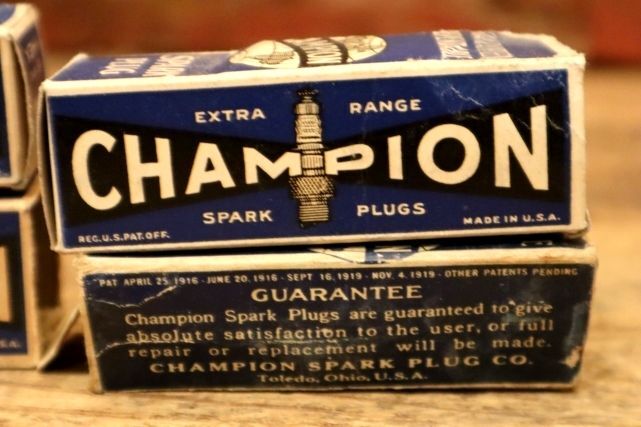 EXTRA RANGE
CHAMPION
SPARK PLUGS
REG.U.S.PAT.OFF.
MADE IN U.S.A.
PAT APRIL 25 1916 - JUNE 20, 1916 - SEPT 16, 1919 - NOV. 4, 1919 - OTHER PATENTS PENDING
GUARANTEE
Champion Spark Plugs are guaranteed to give
absolute satisfaction to the user, or full
repair or replacement will be made.
CHAMPION SPARK PLUG CO.
Toledo, Ohio, U.S.A.